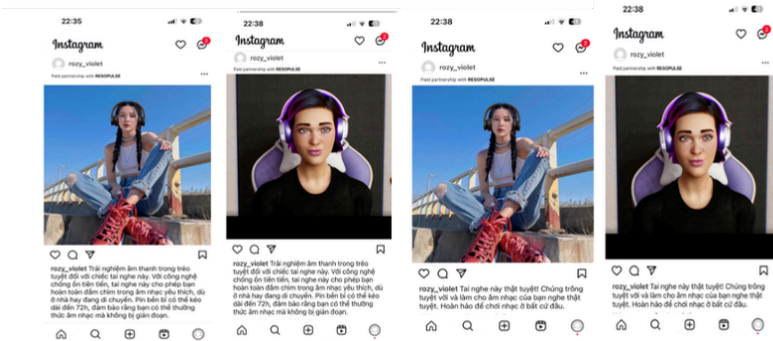 22:35
Instagram
2
rozy_violet
Paid partnership with RESOPULSE
rozy_violet Trải nghiệm âm thanh trong trẻo
tuyệt đối với chiếc tai nghe này. Với công nghệ
chống ồn tiên tiến, tai nghe này cho phép bạn
hoàn toàn đắm chìm trong âm nhạc yêu thích, dù
ở nhà hay đang di chuyển. Pin bền bỉ có thể kéo
dài đến 72h, đảm bảo rằng bạn có thể thưởng
thức âm nhạc mà không bị gián đoạn.
22:38
Instagram
2
rozy_violet
Paid partnership with RESOPULSE
rozy_violet Trải nghiệm âm thanh trong trẻo
tuyệt đối với chiếc tai nghe này. Với công nghệ
chống ồn tiên tiến, tai nghe này cho phép bạn
hoàn toàn đắm chìm trong âm nhạc yêu thích, dù
ở nhà hay đang di chuyển. Pin bền bỉ có thể kéo
dài đến 72h, đảm bảo rằng bạn có thể thưởng
thức âm nhạc mà không bị gián đoạn.
22:38
Instagram
2
rozy_violet
Paid partnership with RESOPULSE
rozy_violet Tai nghe này thật tuyệt! Chúng trông
tuyệt vời và làm cho âm nhạc của bạn nghe thật
tuyệt. Hoàn hảo để chơi nhạc ở bất cứ đâu.
22:38
Instagram
2
rozy_violet
Paid partnership with RESOPULSE
rozy_violet Tai nghe này thật tuyệt! Chúng trông
tuyệt vời và làm cho âm nhạc của bạn nghe thật
tuyệt. Hoàn hảo để chơi nhạc ở bất cứ đâu.